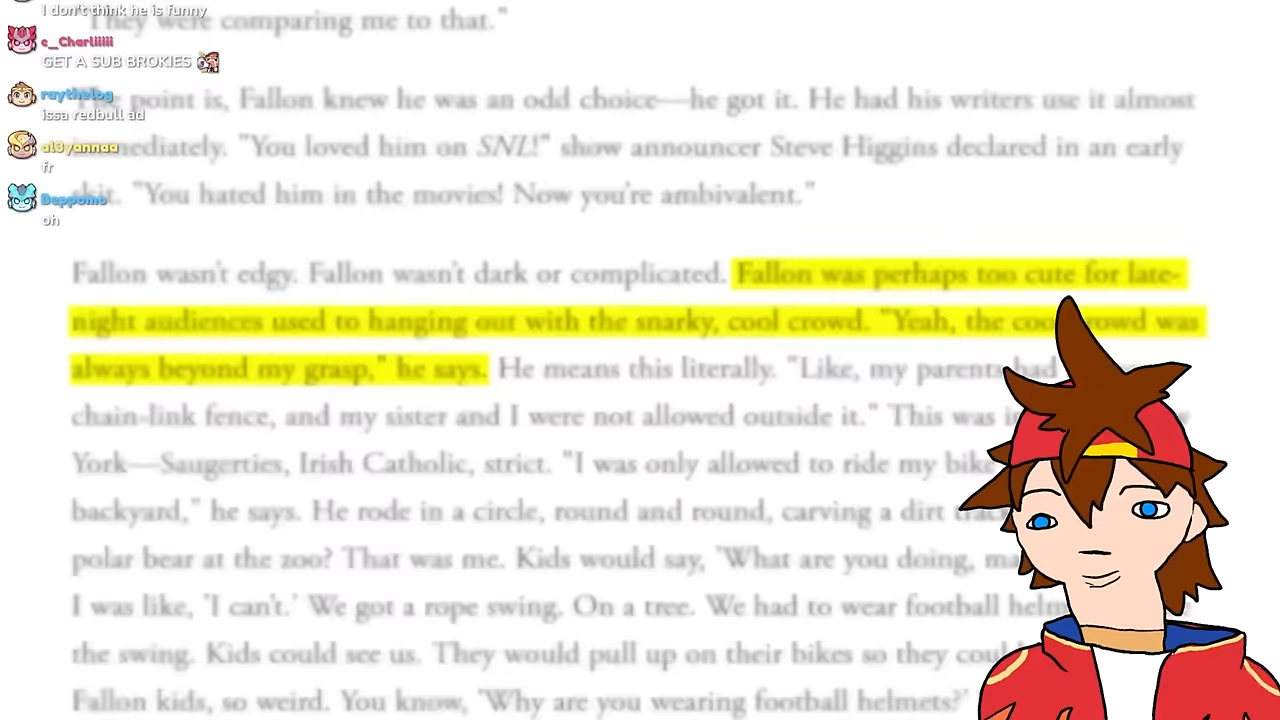 I don't think he is funny
c_Charliiiii
GET A SUB BROKIES
raythelog
issa redbull ad
al3yannaa
fr
Beppomo
oh
They were comparing me to that."
point is, Fallon knew he was an odd choice—he got it. He had his writers use it almost
immediately. "You loved him on SNL!" show announcer Steve Higgins declared in an early
skit. "You hated him in the movies! Now you're ambivalent."
Fallon wasn't edgy. Fallon wasn't dark or complicated. Fallon was perhaps too cute for late-
night audiences used to hanging out with the snarky, cool crowd. "Yeah, the cool crowd was
always beyond my grasp," he says. He means this literally. "Like, my parents had
chain-link fence, and my sister and I were not allowed outside it." This was
York—Saugerties, Irish Catholic, strict. "I was only allowed to ride my bike
backyard," he says. He rode in a circle, round and round, carving a dirt
polar bear at the zoo? That was me. Kids would say, 'What are you doing,
I was like, 'I can't.' We got a rope swing. On a tree. We had to wear football
the swing. Kids could see us. They would pull up on their bikes so they
Fallon kids, so weird. You know, 'Why are you wearing football helmets?'